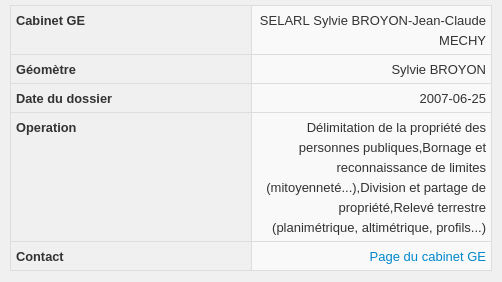 Cabinet GE SELARL Sylvie BROYON-Jean-Claude
MECHY
Géomètre Sylvie BROYON
Date du dossier 2007-06-25
Operation Délimitation de la propriété des
personnes publiques,Bornage et
reconnaissance de limites
(mitoyenneté...),Division et partage de
propriété,Relevé terrestre
(planimétrique, altimétrique, profils...)
Contact Page du cabinet GE